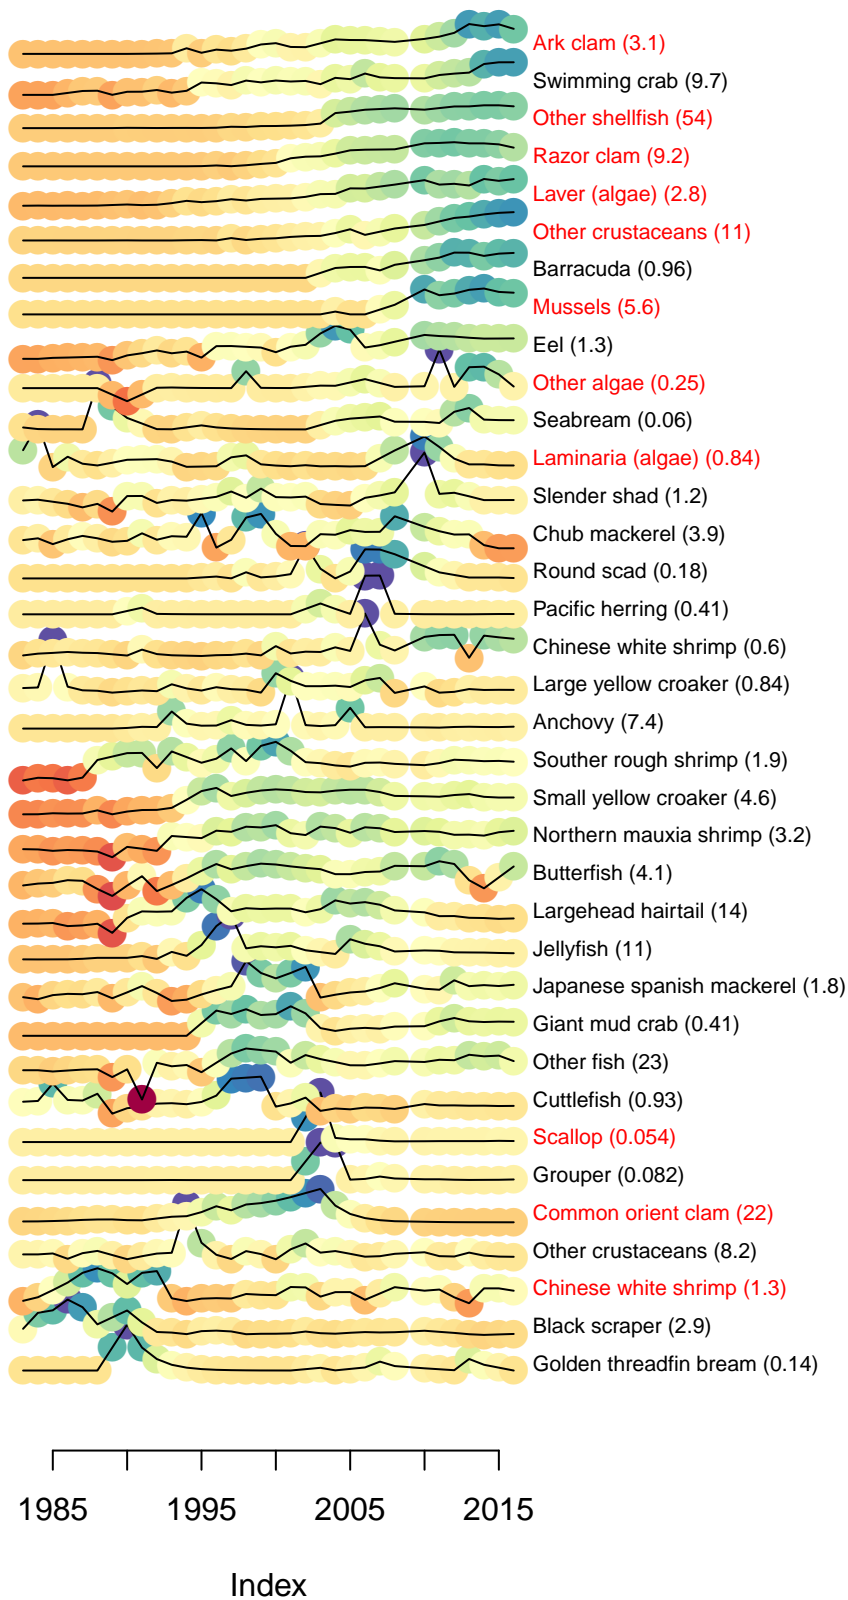 Ark clam (3.1)
Swimming crab (9.7)
Other shellfish (54)
Razor clam (9.2)
Laver (algae) (2.8)
Other crustaceans (11)
Barracuda (0.96)
Mussels (5.6)
Eel (1.3)
Other algae (0.25)
Seabream (0.06)
Laminaria (algae) (0.84)
Slender shad (1.2)
Chub mackerel (3.9)
Round scad (0.18)
Pacific herring (0.41)
Chinese white shrimp (0.6)
Large yellow croaker (0.84)
Anchovy (7.4)
Souther rough shrimp (1.9)
Small yellow croaker (4.6)
Northern mauxia shrimp (3.2)
Butterfish (4.1)
Largehead hairtail (14)
Jellyfish (11)
Japanese spanish mackerel (1.8)
Giant mud crab (0.41)
Other fish (23)
Cuttlefish (0.93)
Scallop (0.054)
Grouper (0.082)
Common orient clam (22)
Other crustaceans (8.2)
Chinese white shrimp (1.3)
Black scraper (2.9)
Golden threadfin bream (0.14)
1985 1995 2005 2015
Index